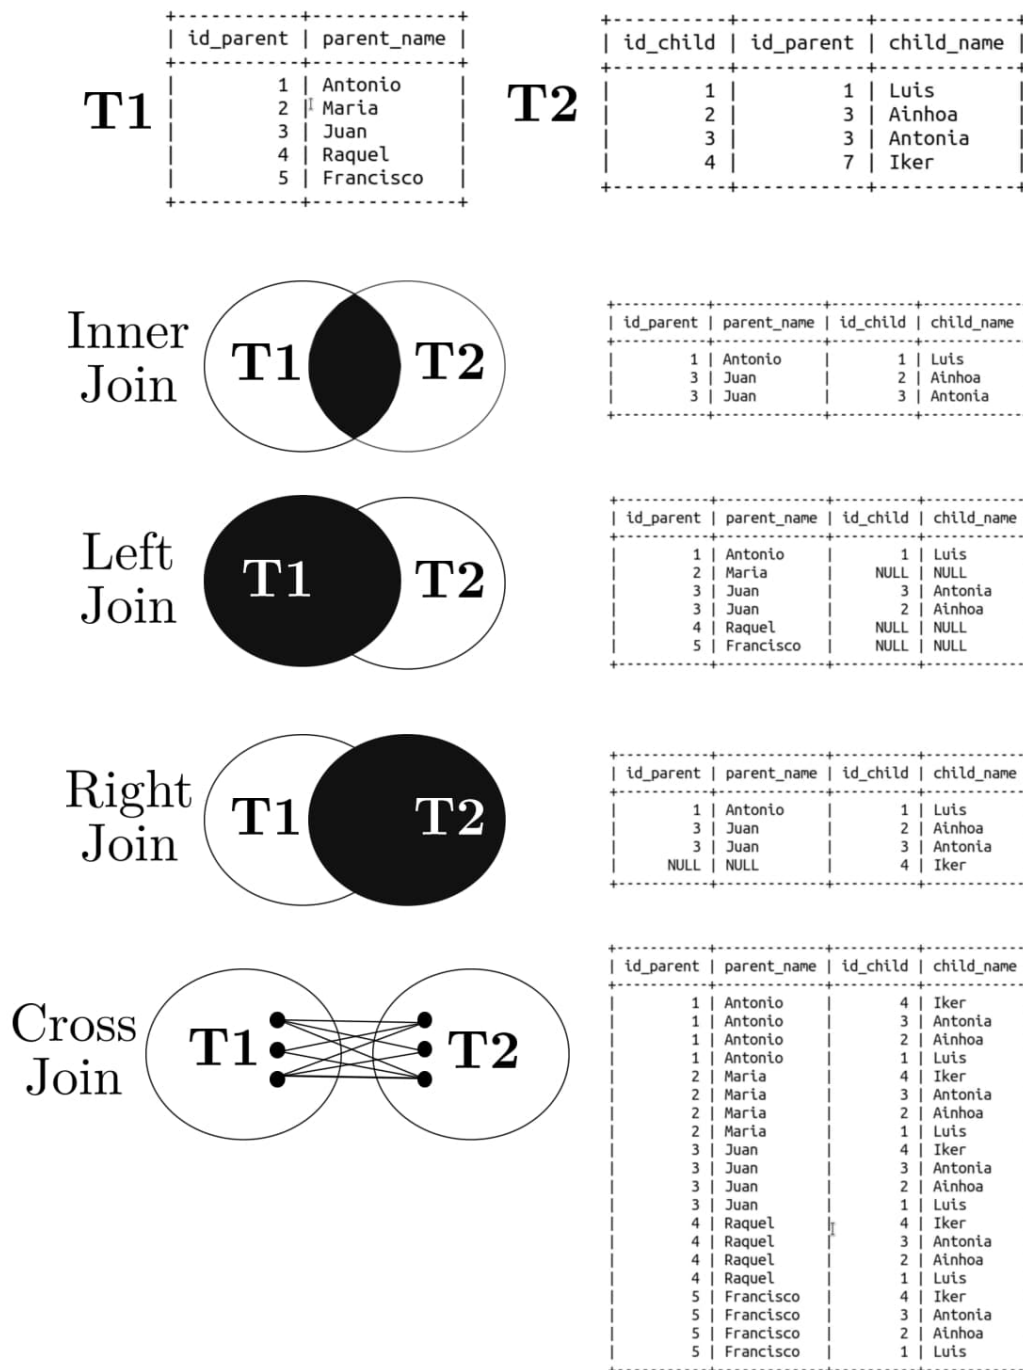 T1
+-----------+-------------+
| id_parent | parent_name |
+-----------+-------------+
| 1 | Antonio |
| 2 | Maria |
| 3 | Juan |
| 4 | Raquel |
| 5 | Francisco |
+-----------+-------------+
T2
+----------+-----------+------------+
| id_child | id_parent | child_name |
+----------+-----------+------------+
| 1 | 1 | Luis |
| 2 | 3 | Ainhoa |
| 3 | 3 | Antonia |
| 4 | 7 | Iker |
+----------+-----------+------------+
Inner
Join
T1 T2
+-----------+-------------+----------+------------
| id_parent | parent_name | id_child | child_name
+-----------+-------------+----------+------------
| 1 | Antonio | 1 | Luis
| 3 | Juan | 2 | Ainhoa
| 3 | Juan | 3 | Antonia
+-----------+-------------+----------+------------
Left
Join
T1 T2
+-----------+-------------+----------+------------
| id_parent | parent_name | id_child | child_name
+-----------+-------------+----------+------------
| 1 | Antonio | 1 | Luis
| 2 | Maria | NULL | NULL
| 3 | Juan | 3 | Antonia
| 3 | Juan | 2 | Ainhoa
| 4 | Raquel | NULL | NULL
| 5 | Francisco | NULL | NULL
+-----------+-------------+----------+------------
Right
Join
T1 T2
+-----------+-------------+----------+------------
| id_parent | parent_name | id_child | child_name
+-----------+-------------+----------+------------
| 1 | Antonio | 1 | Luis
| 3 | Juan | 2 | Ainhoa
| 3 | Juan | 3 | Antonia
| NULL | NULL | 4 | Iker
+-----------+-------------+----------+------------
Cross
Join
T1 T2
+-----------+-------------+----------+------------
| id_parent | parent_name | id_child | child_name
+-----------+-------------+----------+------------
| 1 | Antonio | 4 | Iker
| 1 | Antonio | 3 | Antonia
| 1 | Antonio | 2 | Ainhoa
| 1 | Antonio | 1 | Luis
| 2 | Maria | 4 | Iker
| 2 | Maria | 3 | Antonia
| 2 | Maria | 2 | Ainhoa
| 2 | Maria | 1 | Luis
| 3 | Juan | 4 | Iker
| 3 | Juan | 3 | Antonia
| 3 | Juan | 2 | Ainhoa
| 3 | Juan | 1 | Luis
| 4 | Raquel | 4 | Iker
| 4 | Raquel | 3 | Antonia
| 4 | Raquel | 2 | Ainhoa
| 4 | Raquel | 1 | Luis
| 5 | Francisco | 4 | Iker
| 5 | Francisco | 3 | Antonia
| 5 | Francisco | 2 | Ainhoa
| 5 | Francisco | 1 | Luis
+-----------+-------------+----------+------------